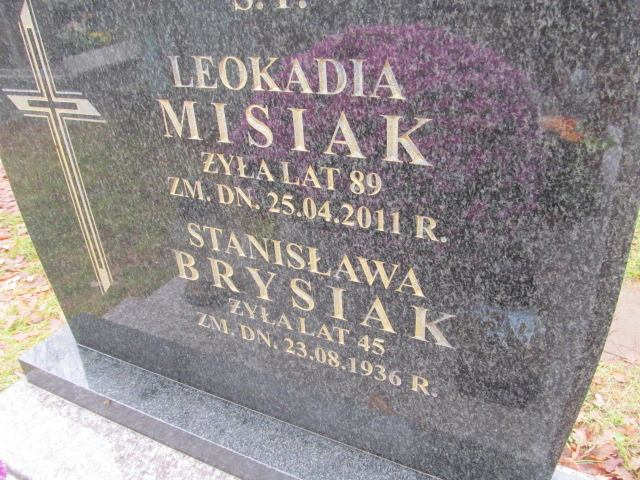 Ś. P.
LEOKADIA
MISIAK
ŻYŁA LAT 89
ZM. DN. 25.04.2011 R.
STANISŁAWA
BRYSIAK
ŻYŁA LAT 45
ZM. DN. 23.08.1936 R.